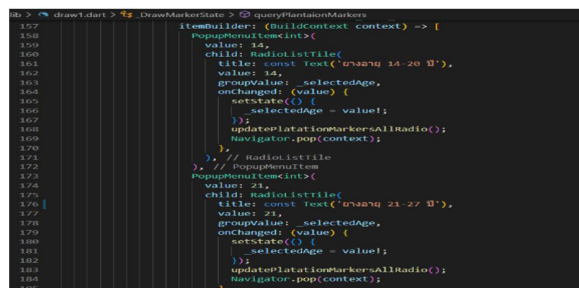 lib > draw1.dart > _DrawMarkerState > queryPlantaionMarkers
157 itemBuilder: (BuildContext context) => [
158 PopupMenuItem<int>(
159 value: 14,
160 child: RadioListTile(
161 title: const Text('ยางอายุ 14-20 ปี'),
162 value: 14,
163 groupValue: _selectedAge,
164 onChanged: (value) {
165 setState(() {
166 _selectedAge = value!;
167 });
168 updatePlatationMarkersAllRadio();
169 Navigator.pop(context);
170 },
171 ), // RadioListTile
172 ), // PopupMenuItem
173 PopupMenuItem<int>(
174 value: 21,
175 child: RadioListTile(
176 title: const Text('ยางอายุ 21-27 ปี'),
177 value: 21,
178 groupValue: _selectedAge,
179 onChanged: (value) {
180 setState(() {
181 _selectedAge = value!;
182 });
183 updatePlatationMarkersAllRadio();
184 Navigator.pop(context);